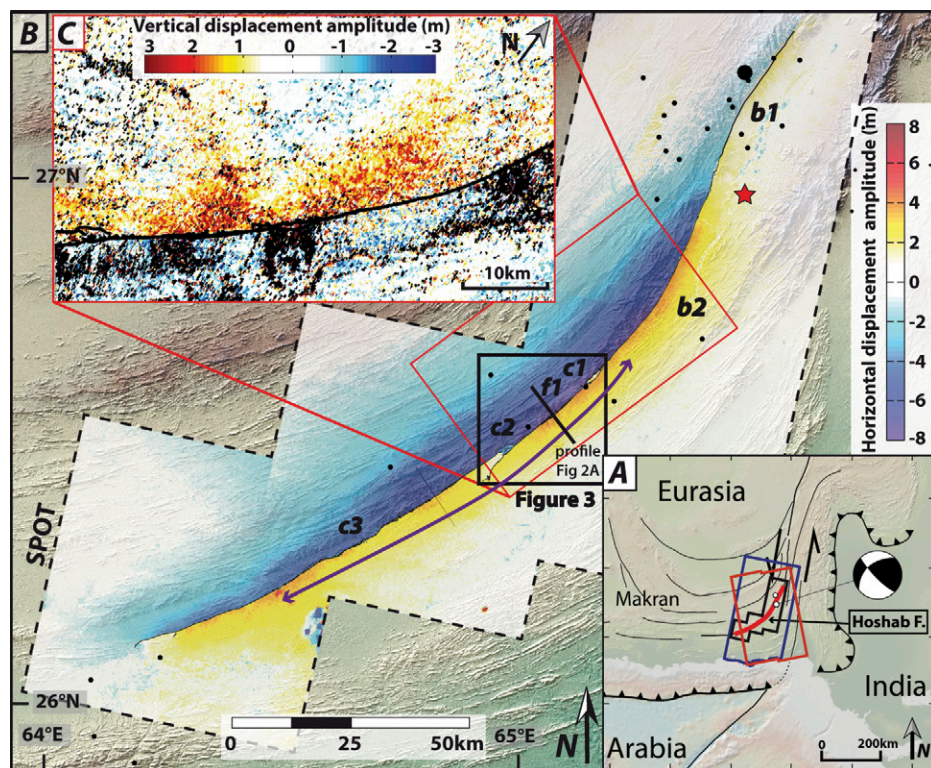 B
C
Vertical displacement amplitude (m)
3 2 1 0 -1 -2 -3
N
10km
27°N
b1
Horizontal displacement amplitude (m)
8
6
4
2
0
-2
-4
-6
-8
b2
c1
f1
c2
profile
Fig 2A
Figure 3
c3
SPOT
26°N
64°E
65°E
0 25 50km
N
A
Eurasia
Makran
Hoshab F.
India
Arabia
0 200km
N